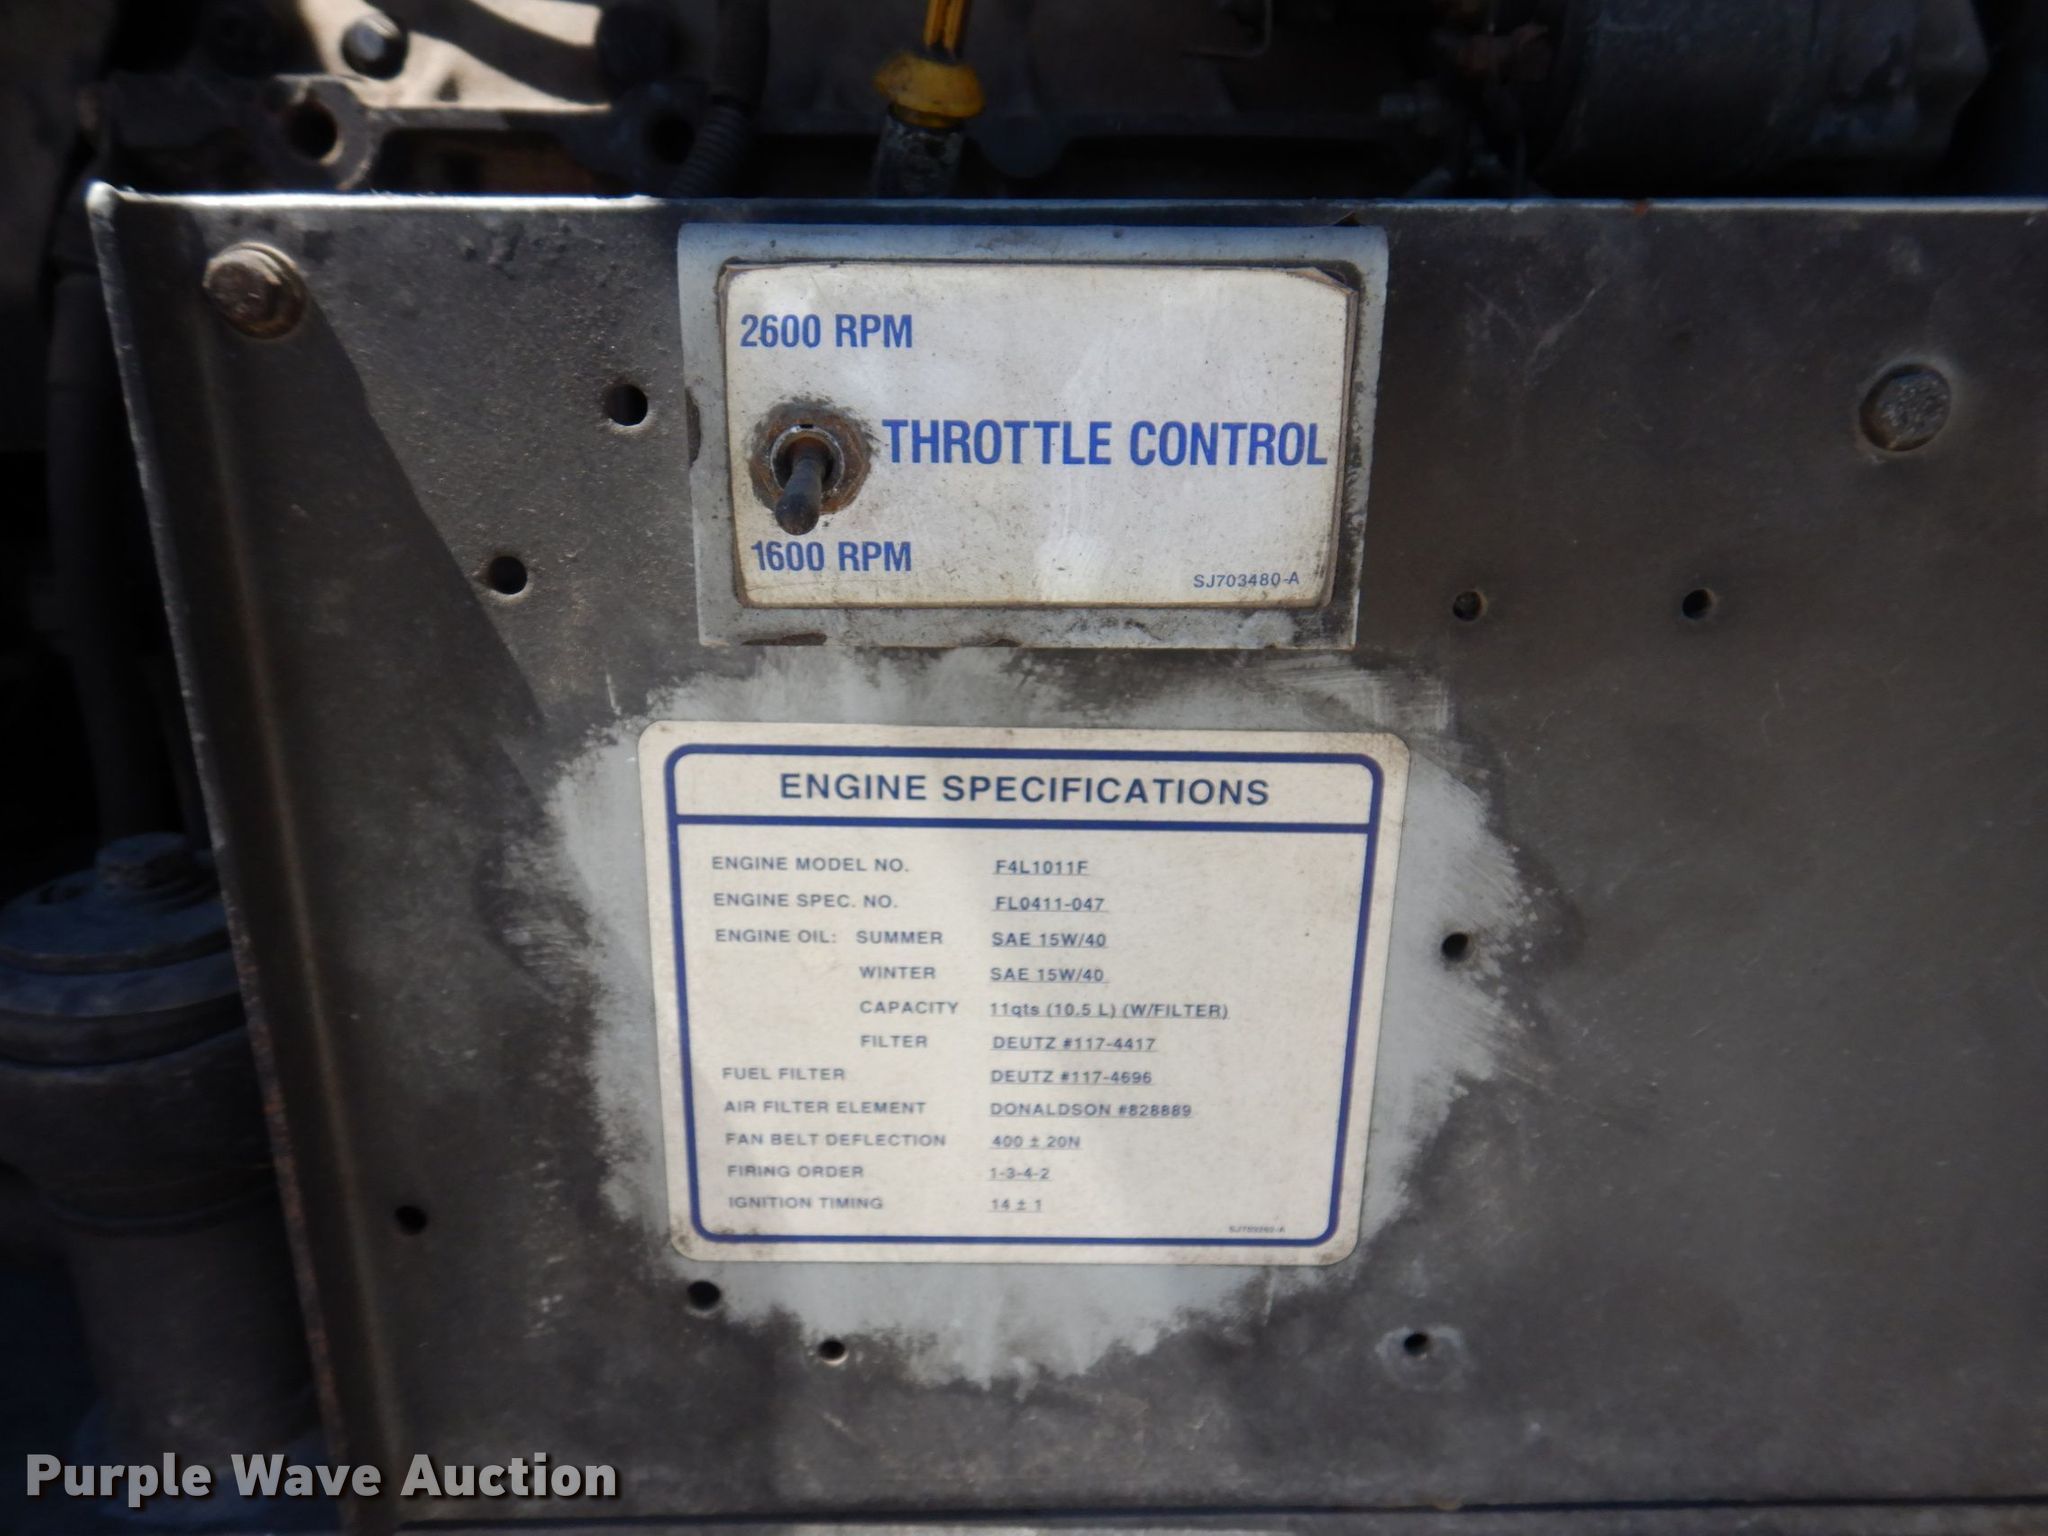 2600 RPM
THROTTLE CONTROL
1600 RPM
SJ703480-A
ENGINE SPECIFICATIONS
ENGINE MODEL NO. F4L1011F
ENGINE SPEC. NO. FL0411-047
ENGINE OIL: SUMMER SAE 15W/40
WINTER SAE 15W/40
CAPACITY 11qts (10.5 L) (W/FILTER)
FILTER DEUTZ #117-4417
FUEL FILTER DEUTZ #117-4696
AIR FILTER ELEMENT DONALDSON #828889
FAN BELT DEFLECTION 400 ± 20N
FIRING ORDER 1-3-4-2
IGNITION TIMING 14 ± 1
Purple Wave Auction